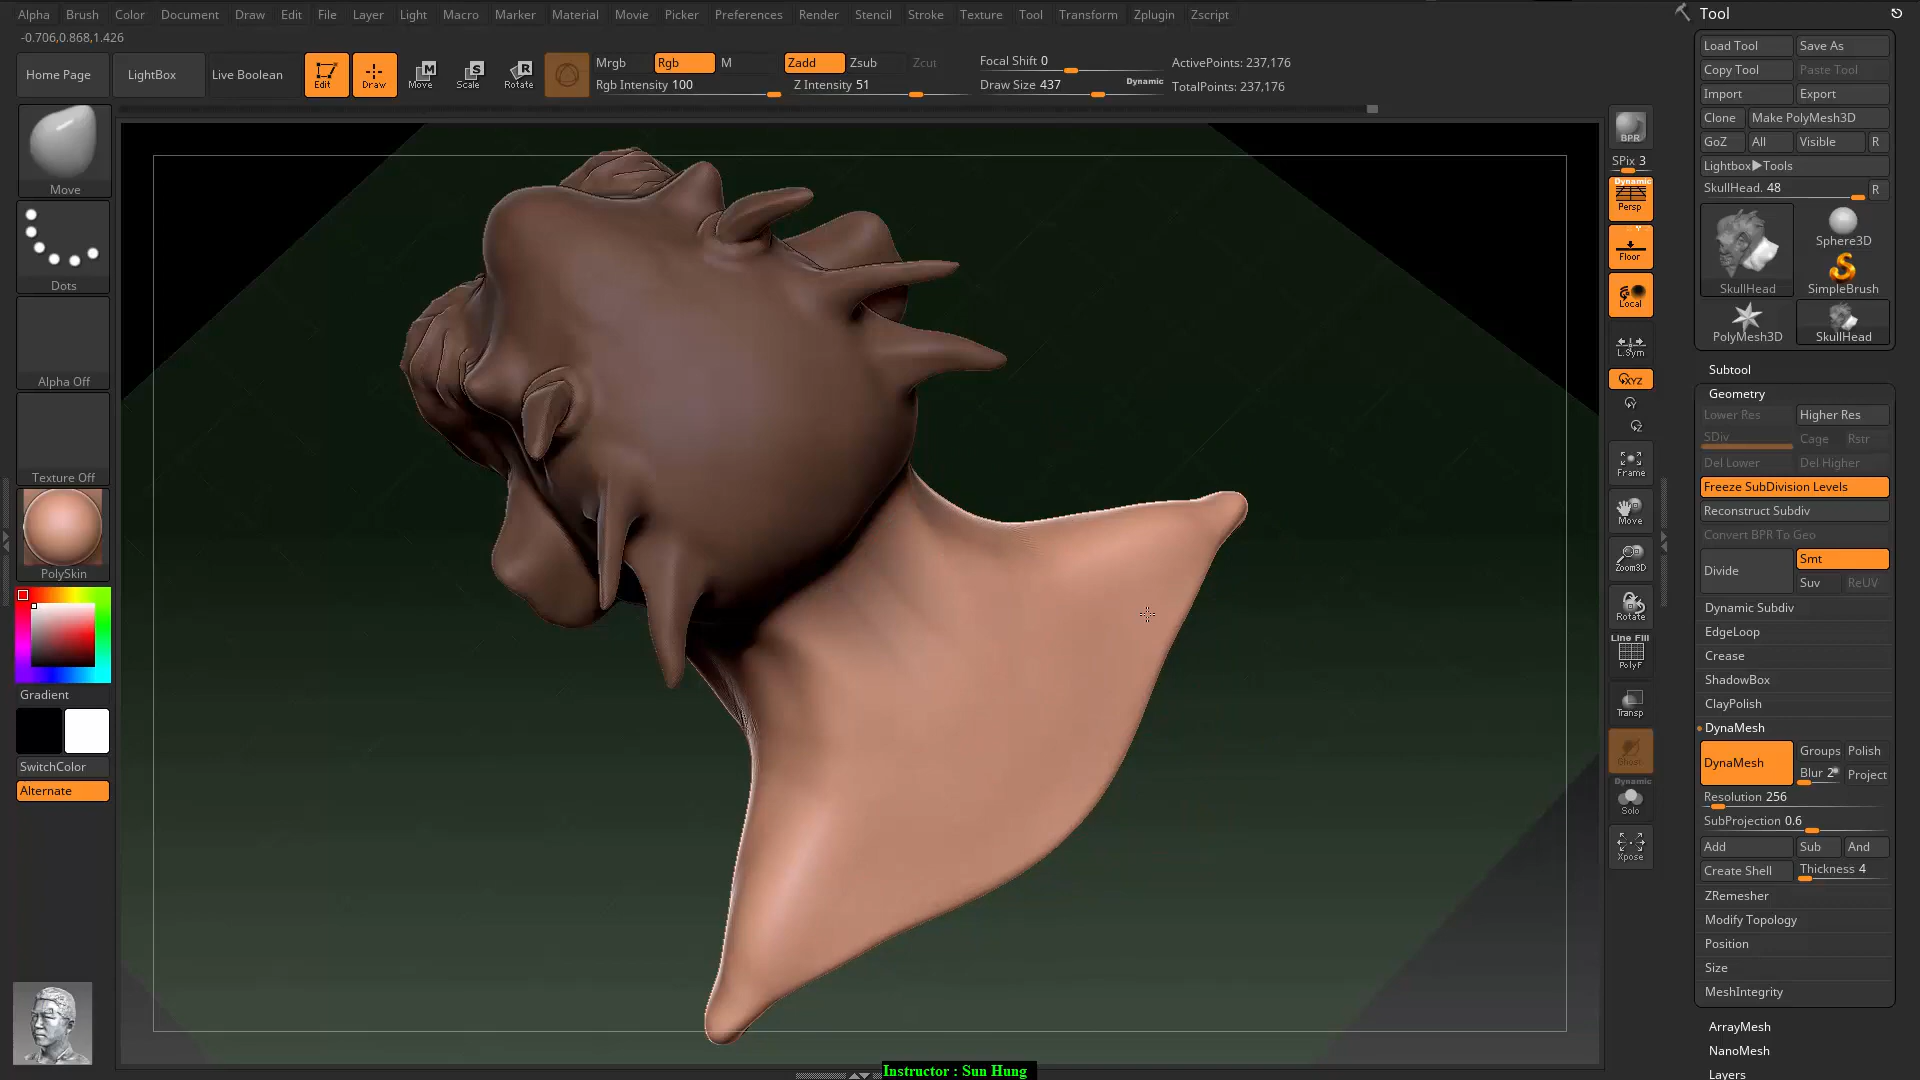 Alpha Brush Color Document Draw Edit File Layer Light Macro Marker Material Movie Picker Preferences Render Stencil Stroke Texture Tool Transform Zplugin Zscript
-0.706,0.868,1.426
Home Page LightBox Live Boolean Edit Draw Move Scale Rotate
Mrgb Rgb M Zadd Zsub Zcut
Rgb Intensity 100 Z Intensity 51
Focal Shift 0
Draw Size 437 Dynamic
ActivePoints: 237,176
TotalPoints: 237,176
Move
Dots
Alpha Off
Texture Off
PolySkin
Gradient
SwitchColor
Alternate
BPR
SPix 3
Dynamic
Persp
Floor
Local
L.Sym
XYZ
Y
Z
Frame
Move
Zoom3D
Rotate
Line Fill
PolyF
Transp
Ghost
Dynamic
Solo
Xpose
Tool
Load Tool Save As
Copy Tool Paste Tool
Import Export
Clone Make PolyMesh3D
GoZ All Visible R
Lightbox▶Tools
SkullHead. 48 R
SkullHead Sphere3D
SimpleBrush
PolyMesh3D SkullHead
Subtool
Geometry
Lower Res Higher Res
SDiv Cage Rstr
Del Lower Del Higher
Freeze SubDivision Levels
Reconstruct Subdiv
Convert BPR To Geo
Divide Smt
Suv ReUV
Dynamic Subdiv
EdgeLoop
Crease
ShadowBox
ClayPolish
DynaMesh
DynaMesh Groups Polish
Blur 2 Project
Resolution 256
SubProjection 0.6
Add Sub And
Create Shell Thickness 4
ZRemesher
Modify Topology
Position
Size
MeshIntegrity
ArrayMesh
NanoMesh
Layers
Instructor : Sun Hung